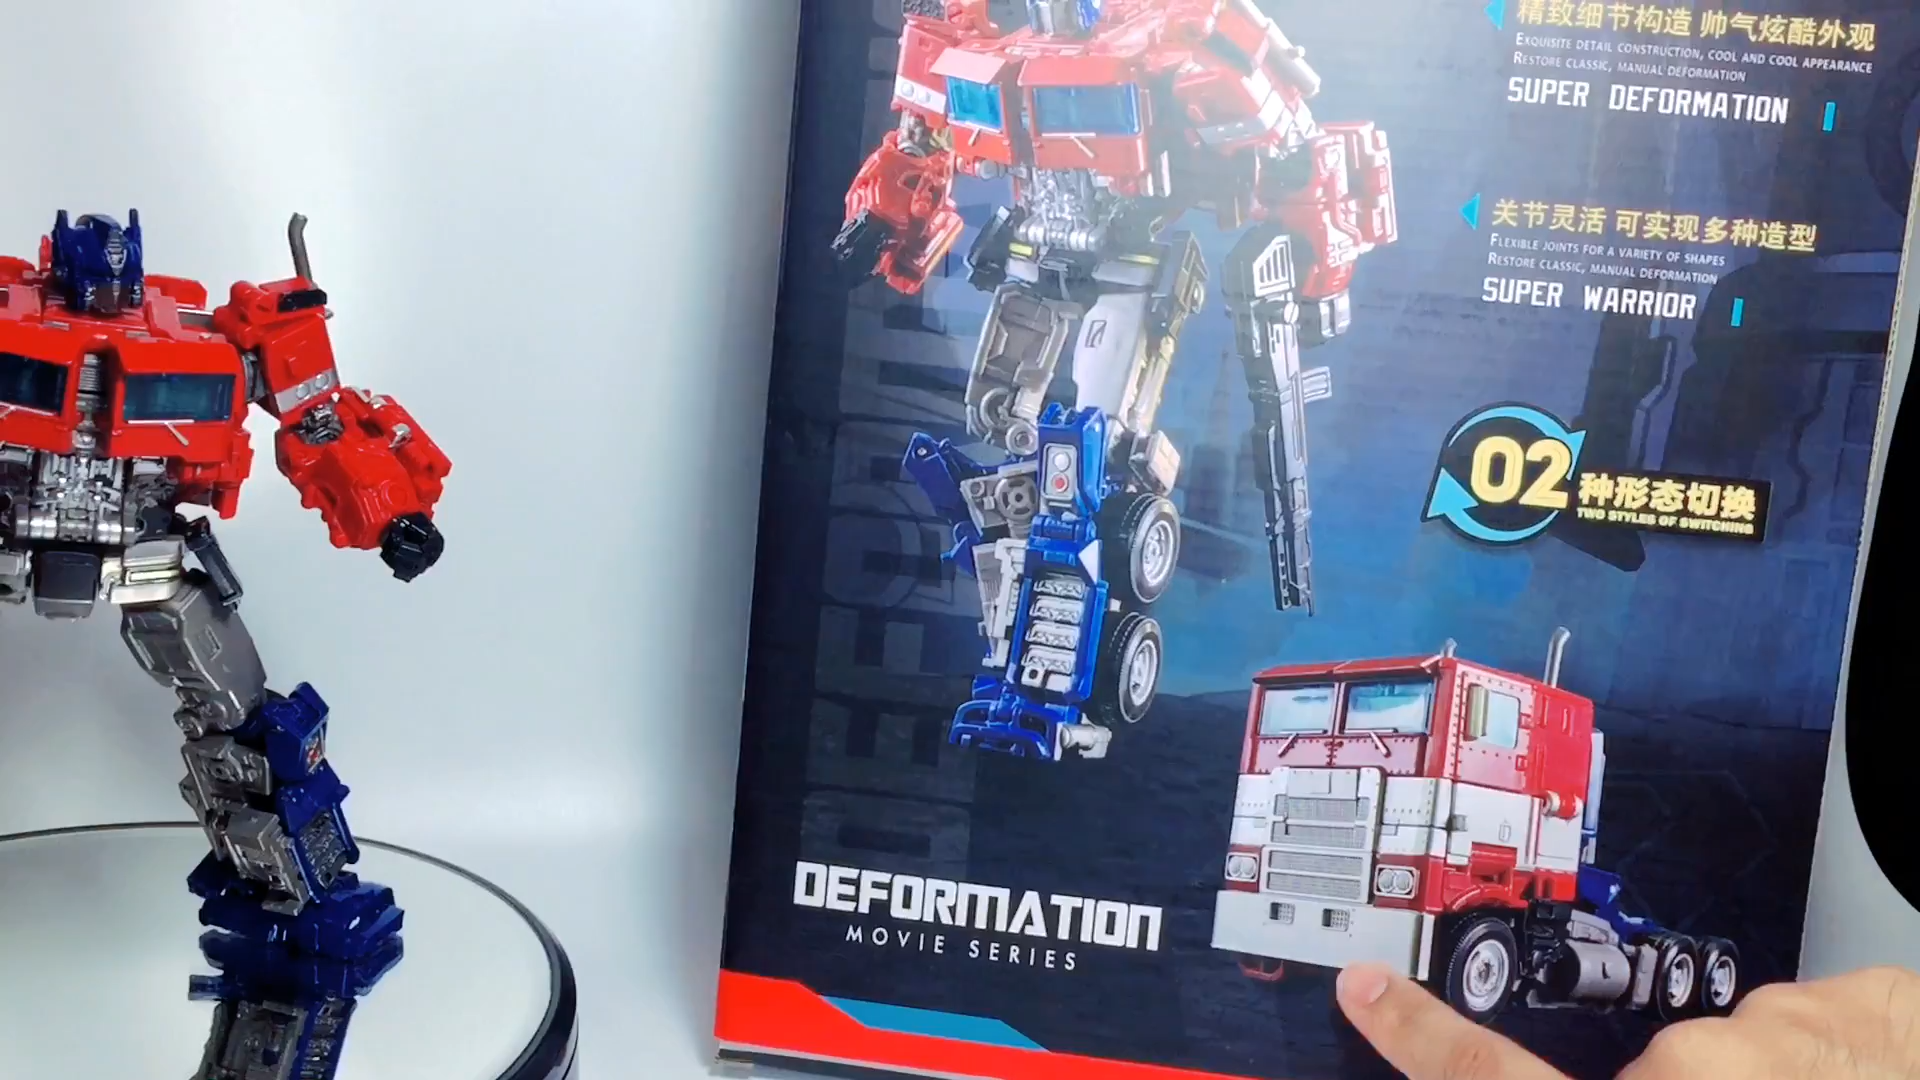 精致细节构造 帅气炫酷外观
EXQUISITE DETAIL CONSTRUCTION, COOL AND COOL APPEARANCE
RESTORE CLASSIC, MANUAL DEFORMATION
SUPER DEFORMATION
关节灵活 可实现多种造型
FLEXIBLE JOINTS FOR A VARIETY OF SHAPES
RESTORE CLASSIC, MANUAL DEFORMATION
SUPER WARRIOR
02 种形态切换
TWO STYLES OF SWITCHING
DEFORMATION
MOVIE SERIES